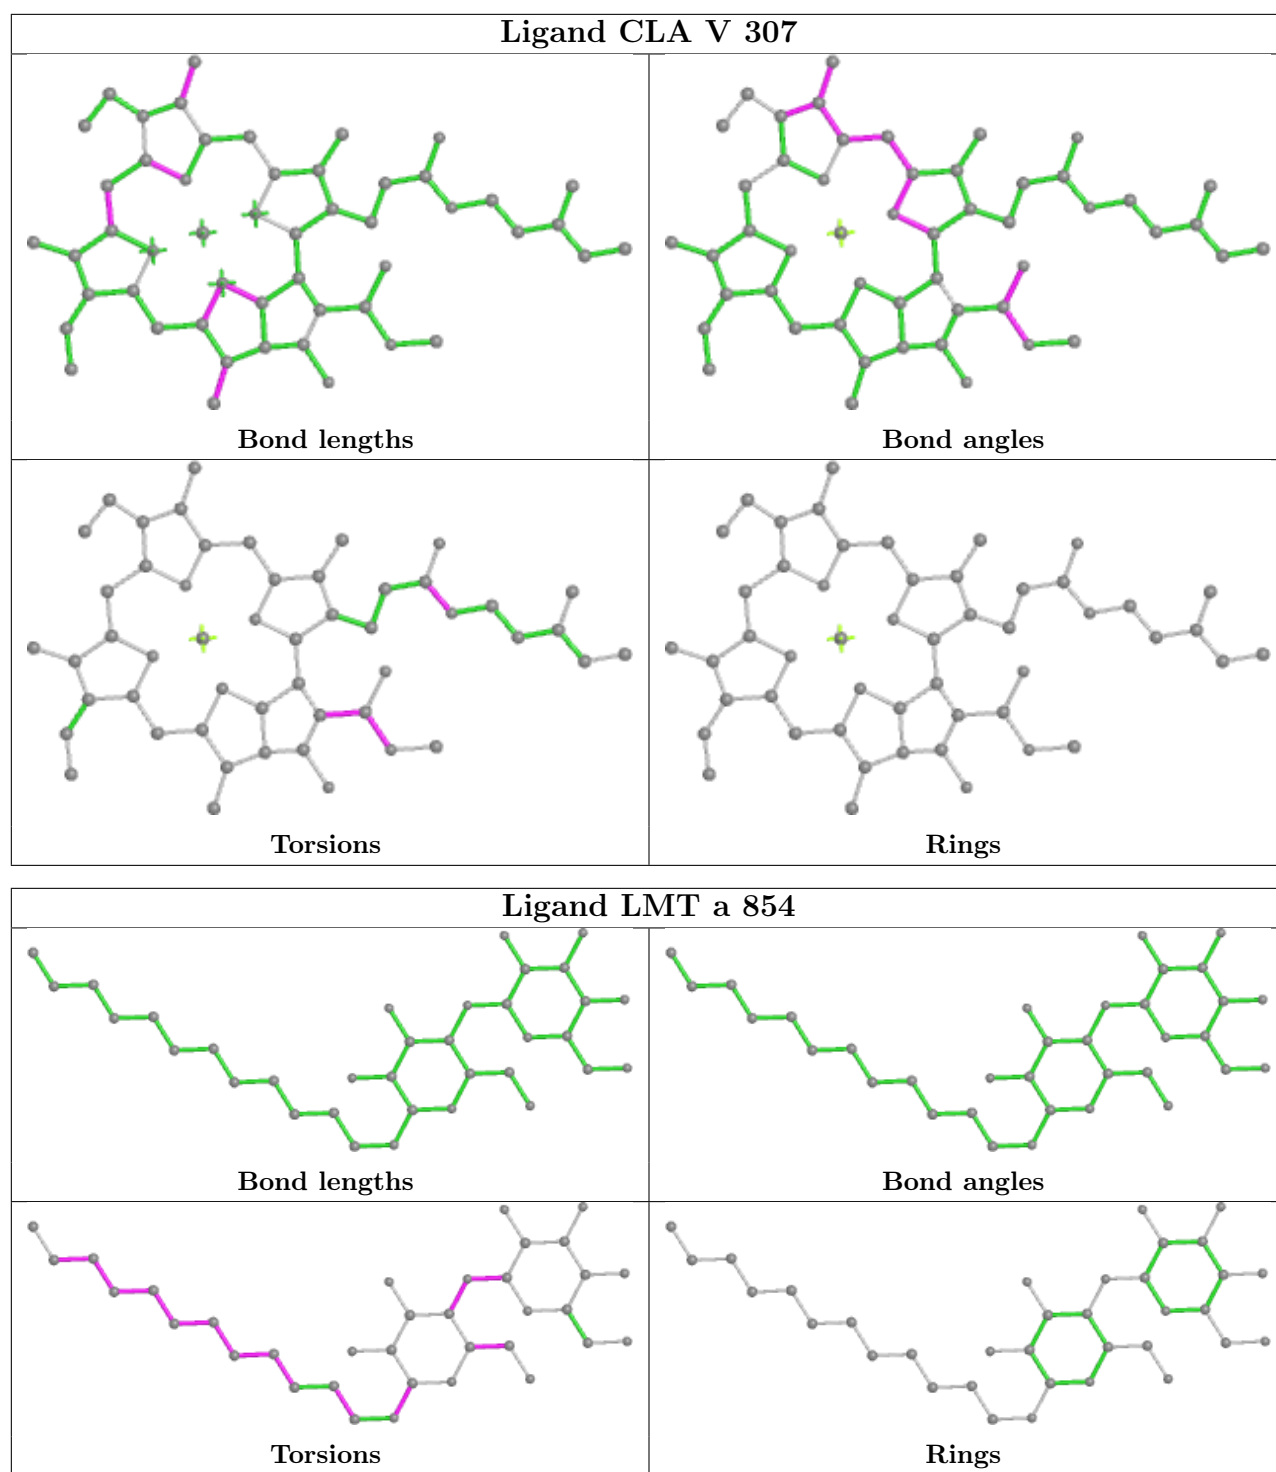 Ligand CLA V 307
Bond lengths
Bond angles
Torsions
Rings
Ligand LMT a 854
Bond lengths
Bond angles
Torsions
Rings